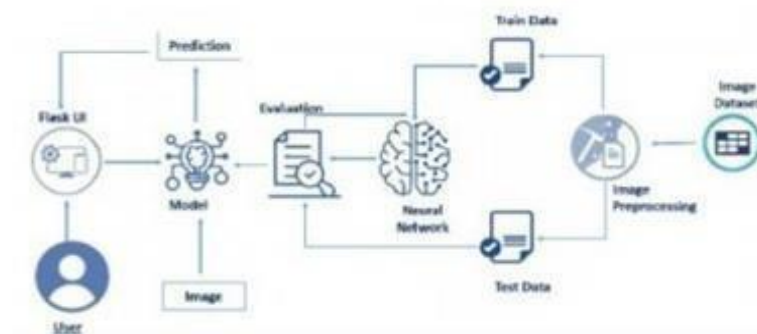 Train Data
Prediction
Image
Dataset
Flask UI
Evaluation
Model
Neural
Network
Image
Preprocessing
Image
Test Data
User